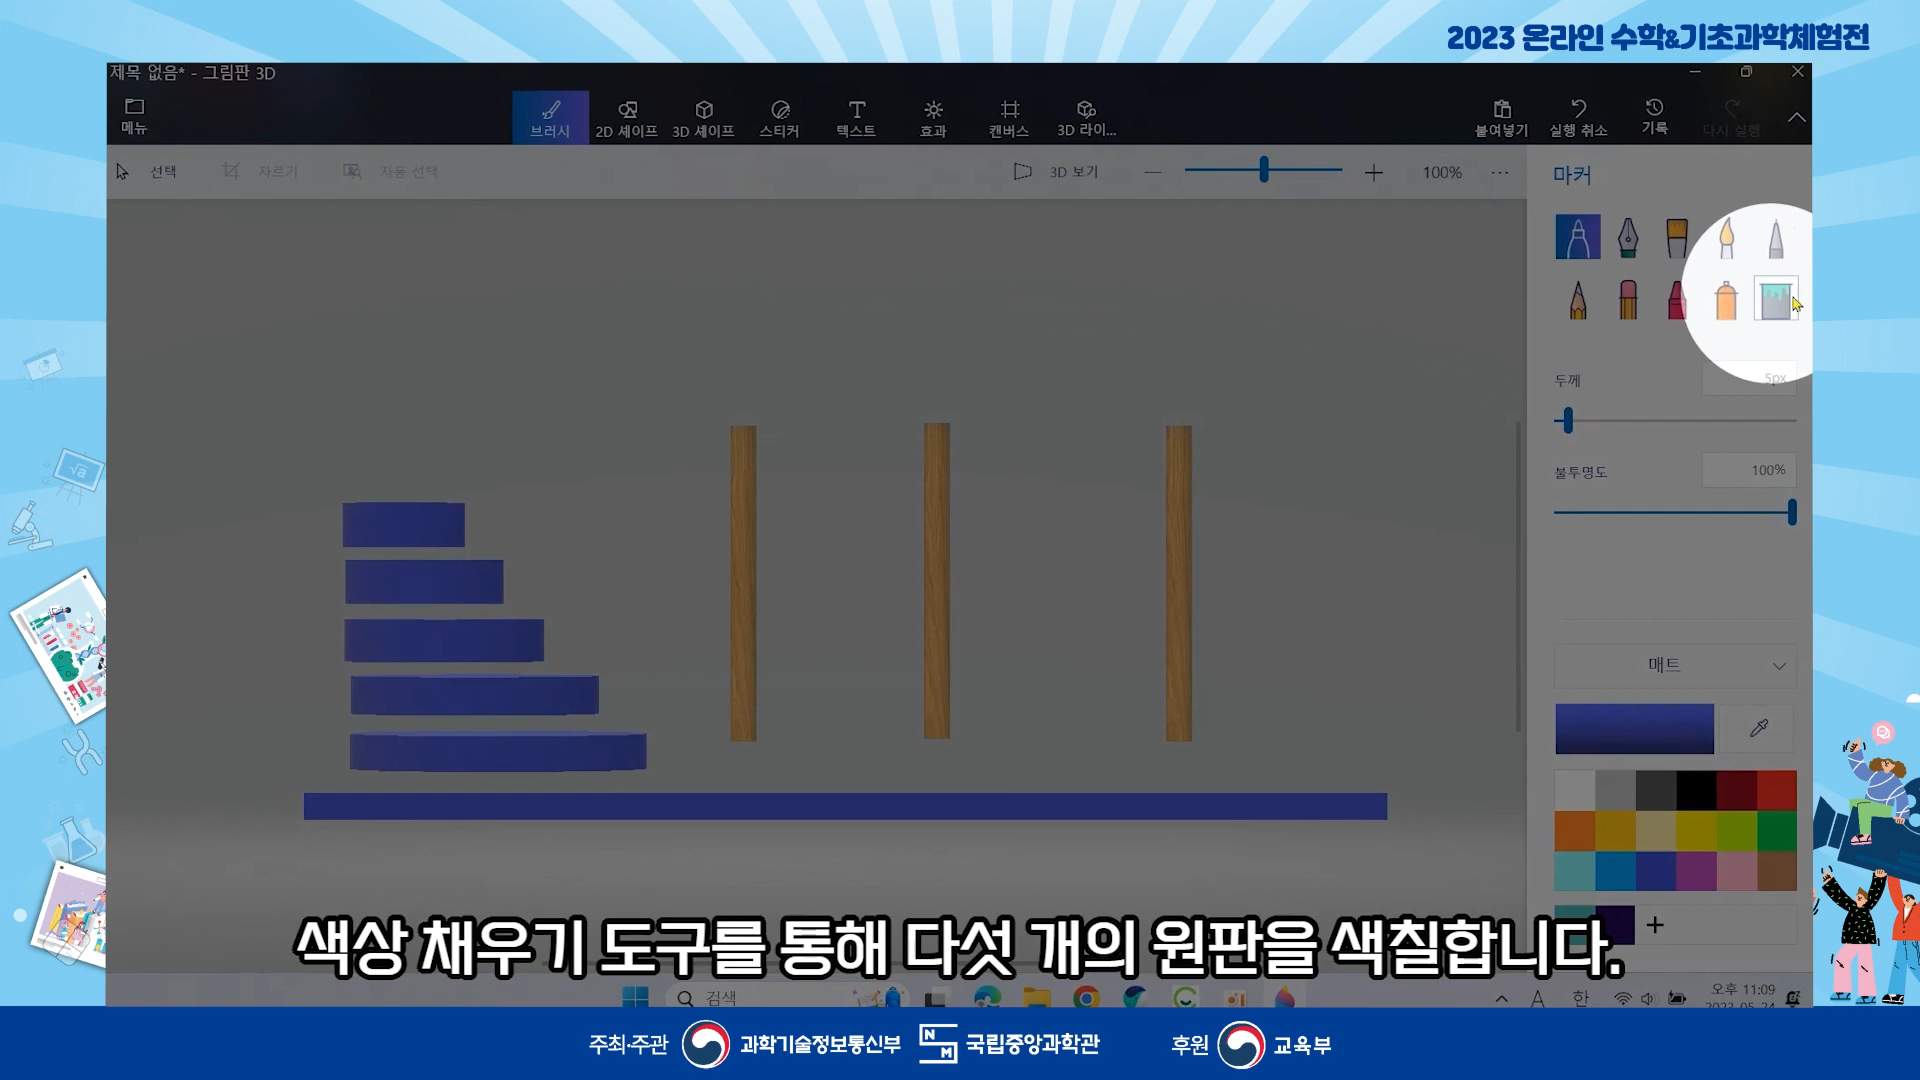 2023 온라인 수학&기초과학체험전
제목 없음* - 그림판 3D
메뉴
브러시
2D 셰이프
3D 셰이프
스티커
텍스트
효과
캔버스
3D 라이...
붙여넣기
실행 취소
기록
다시 실행
선택
자르기
자동 선택
3D 보기
100%
마커
두께
5px
불투명도
100%
매트
색상 채우기 도구를 통해 다섯 개의 원판을 색칠합니다.
검색
A
한
오후 11:09
2023-05-24
주최·주관 과학기술정보통신부 NSM 국립중앙과학관 후원 교육부